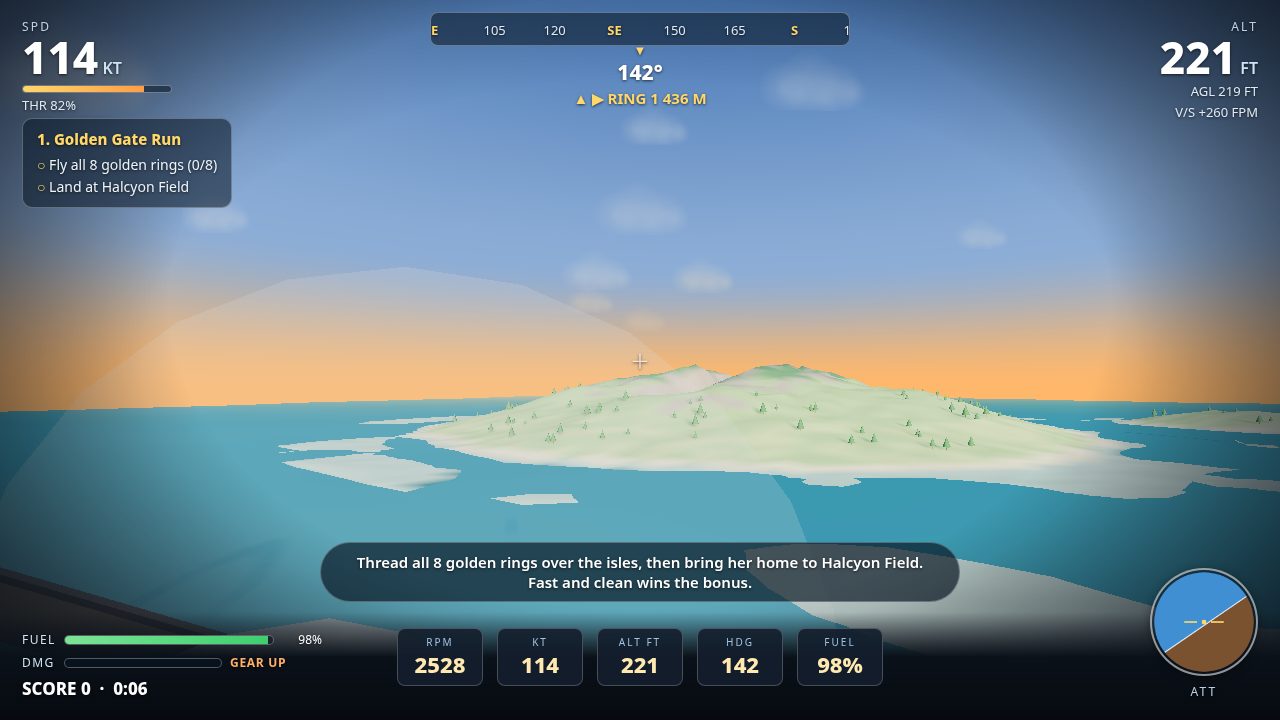 SPD
114 KT
THR 82%
1. Golden Gate Run
○ Fly all 8 golden rings (0/8)
○ Land at Halcyon Field
E 105 120 SE 150 165 S 1
▼
142°
▲ ▶ RING 1 436 M
ALT
221 FT
AGL 219 FT
V/S +260 FPM
Thread all 8 golden rings over the isles, then bring her home to Halcyon Field.
Fast and clean wins the bonus.
FUEL 98%
DMG GEAR UP
SCORE 0 · 0:06
RPM KT ALT FT HDG FUEL
2528 114 221 142 98%
ATT